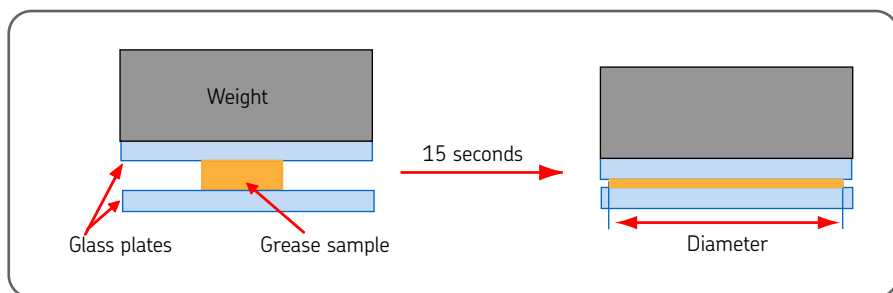 Weight
15 seconds
Glass plates
Grease sample
Diameter